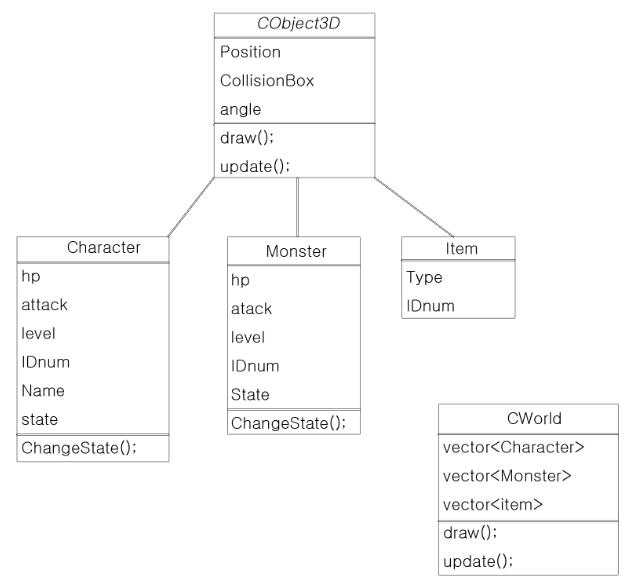 CObject3D
Position
CollisionBox
angle
draw();
update();
Character
hp
attack
level
IDnum
Name
state
ChangeState();
Monster
hp
atack
level
IDnum
State
ChangeState();
Item
Type
IDnum
CWorld
vector<Character>
vector<Monster>
vector<item>
draw();
update();